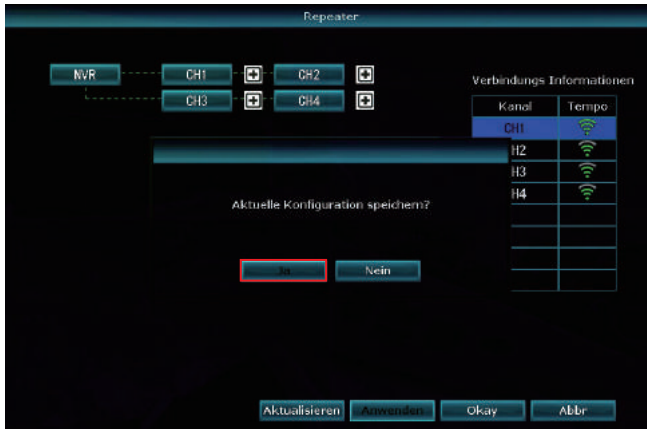 Repeater
NVR CH1 CH2
CH3 CH4
Verbindungs Informationen
Kanal Tempo
CH1
H2
H3
H4
Aktuelle Konfiguration speichern?
Ja Nein
Aktualisieren Anwenden Okay Abbr